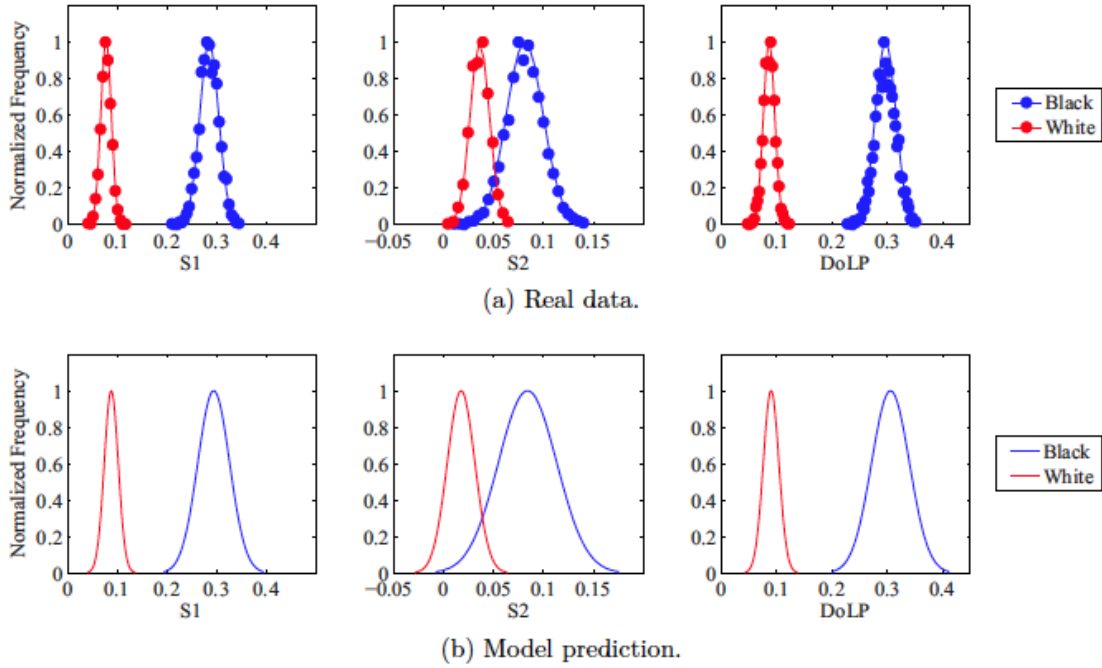 Normalized Frequency
1
0.8
0.6
0.4
0.2
0
0 0.1 0.2 0.3 0.4
S1
1
0.8
0.6
0.4
0.2
0
−0.05 0 0.05 0.1 0.15
S2
1
0.8
0.6
0.4
0.2
0
0 0.1 0.2 0.3 0.4
DoLP
Black
White
(a) Real data.
Normalized Frequency
1
0.8
0.6
0.4
0.2
0
0 0.1 0.2 0.3 0.4
S1
1
0.8
0.6
0.4
0.2
0
−0.05 0 0.05 0.1 0.15
S2
1
0.8
0.6
0.4
0.2
0
0 0.1 0.2 0.3 0.4
DoLP
Black
White
(b) Model prediction.